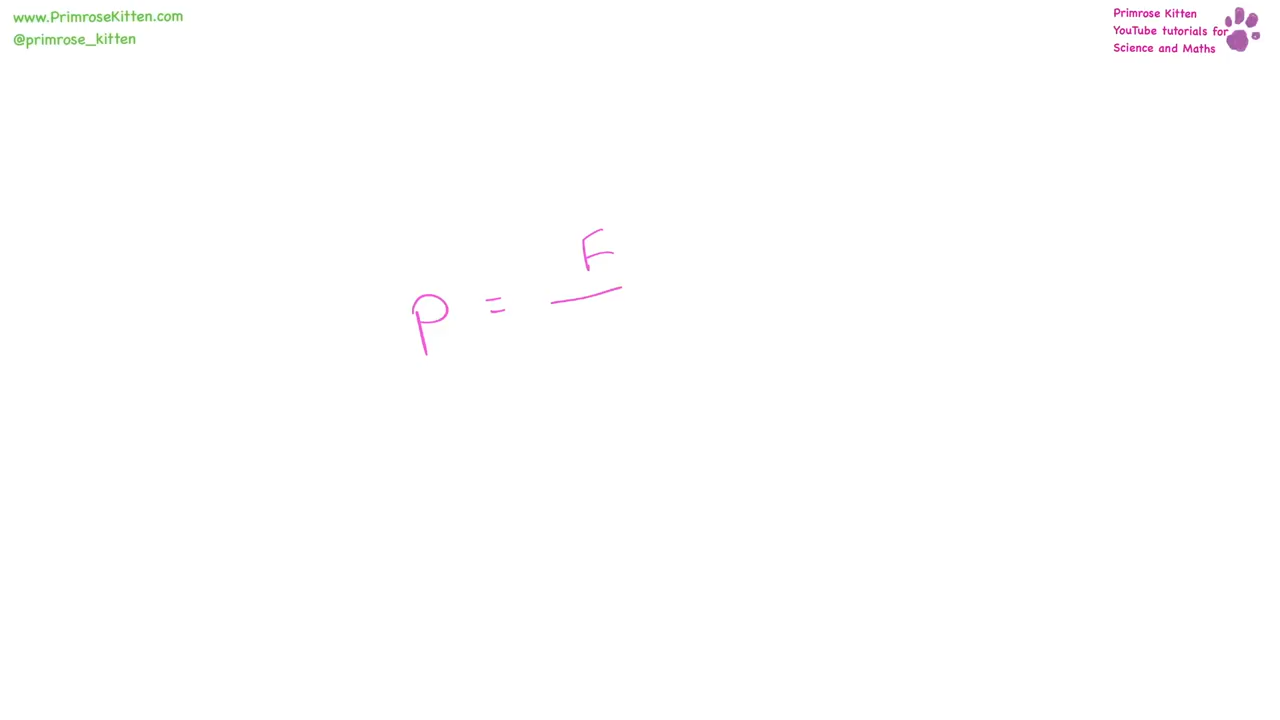 www.PrimroseKitten.com
@primrose_kitten
Primrose Kitten
YouTube tutorials for
Science and Maths
P = F